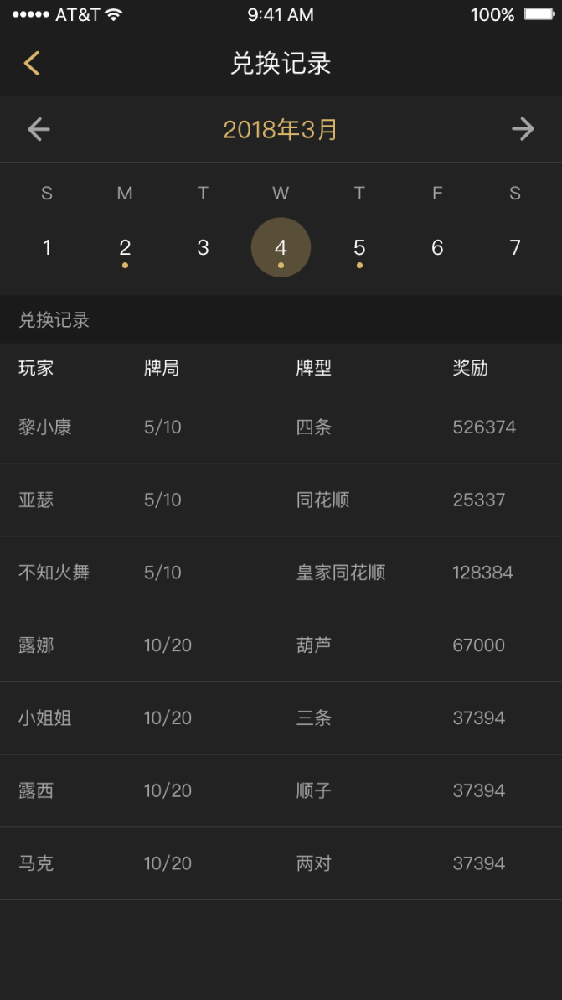 AT&T 9:41 AM 100%
兑换记录
2018年3月
S M T W T F S
1 2 3 4 5 6 7
兑换记录
玩家 牌局 牌型 奖励
黎小康 5/10 四条 526374
亚瑟 5/10 同花顺 25337
不知火舞 5/10 皇家同花顺 128384
露娜 10/20 葫芦 67000
小姐姐 10/20 三条 37394
露西 10/20 顺子 37394
马克 10/20 两对 37394